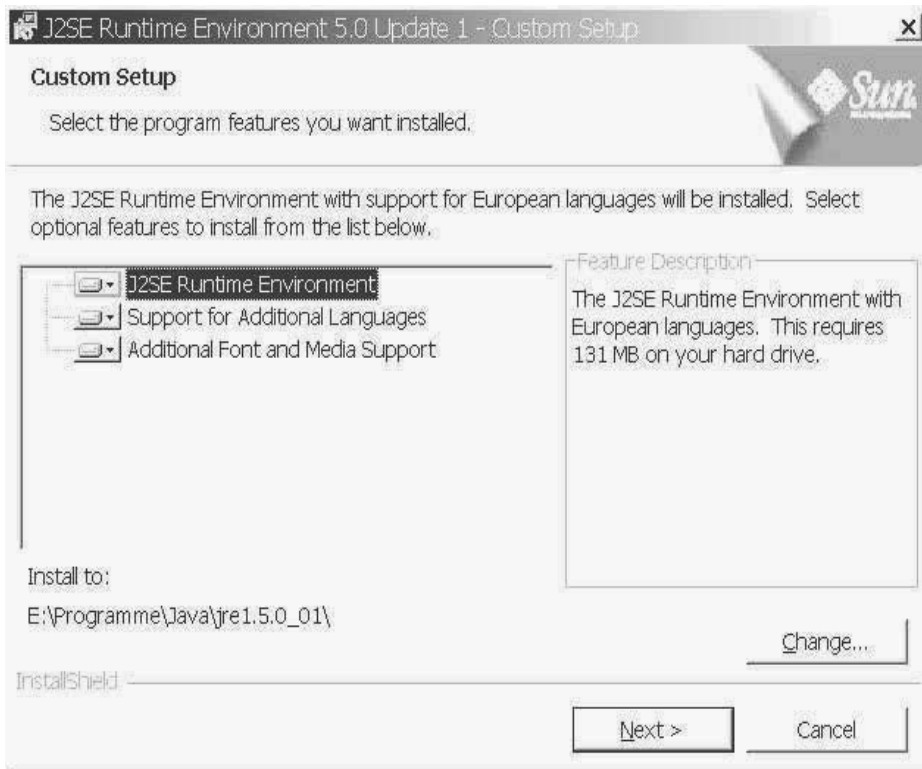 J2SE Runtime Environment 5.0 Update 1 - Custom Setup
Custom Setup
Select the program features you want installed.
Sun
The J2SE Runtime Environment with support for European languages will be installed. Select
optional features to install from the list below.
J2SE Runtime Environment
Support for Additional Languages
Additional Font and Media Support
Feature Description
The J2SE Runtime Environment with
European languages. This requires
131 MB on your hard drive.
Install to:
E:\Programme\Java\jre1.5.0_01\
Change...
InstallShield
Next >
Cancel